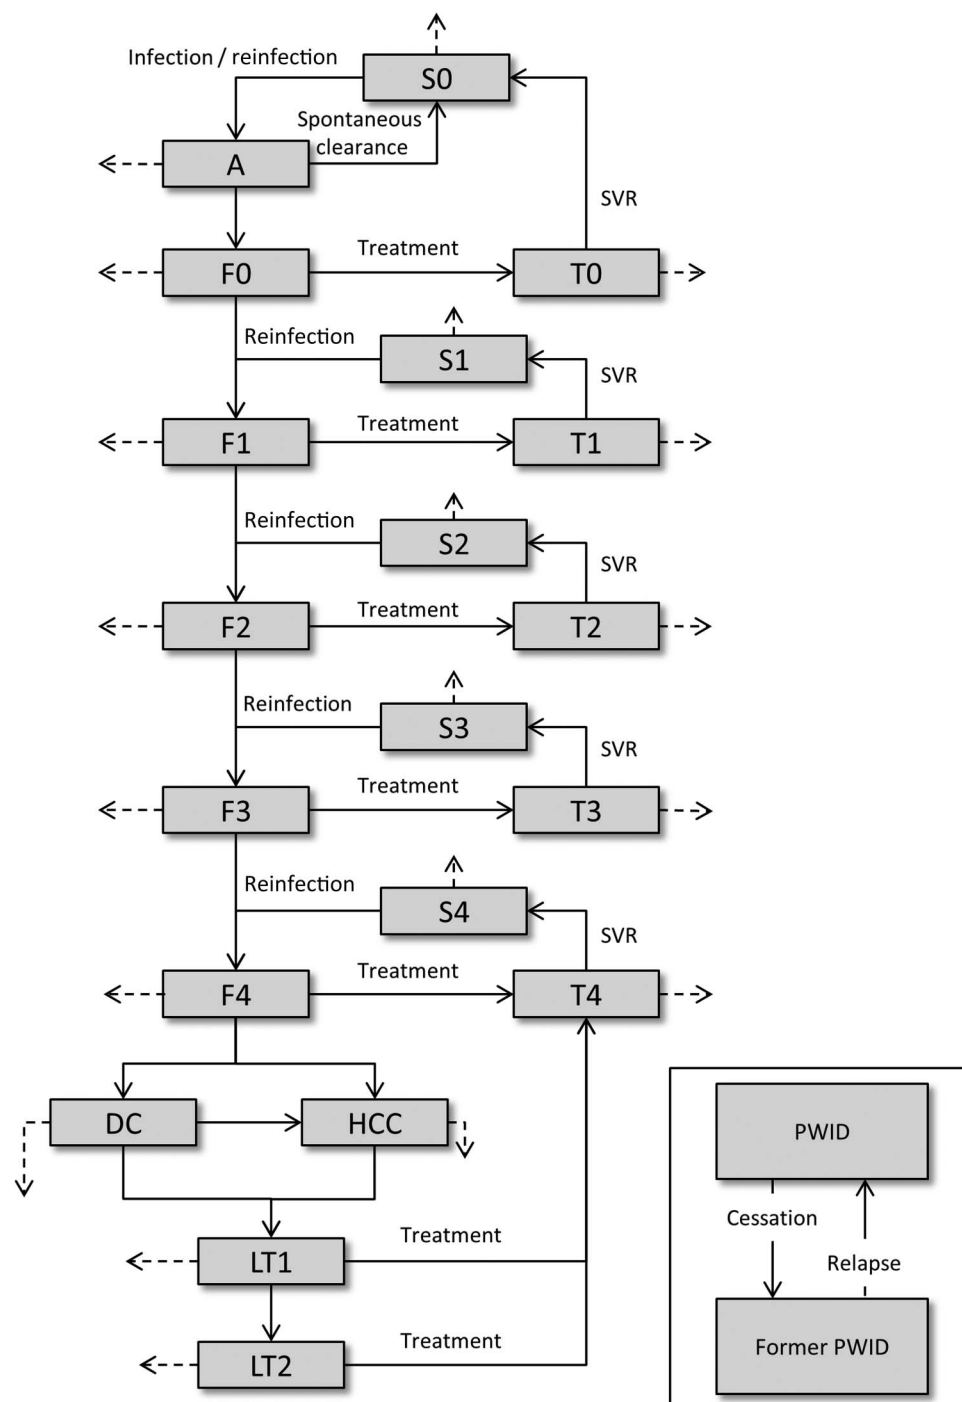 Infection / reinfection
S0
Spontaneous
clearance
A
SVR
Treatment
F0
T0
Reinfection
S1
SVR
Treatment
F1
T1
Reinfection
S2
SVR
Treatment
F2
T2
Reinfection
S3
SVR
Treatment
F3
T3
Reinfection
S4
SVR
Treatment
F4
T4
DC
HCC
Treatment
LT1
Treatment
LT2
PWID
Cessation
Relapse
Former PWID